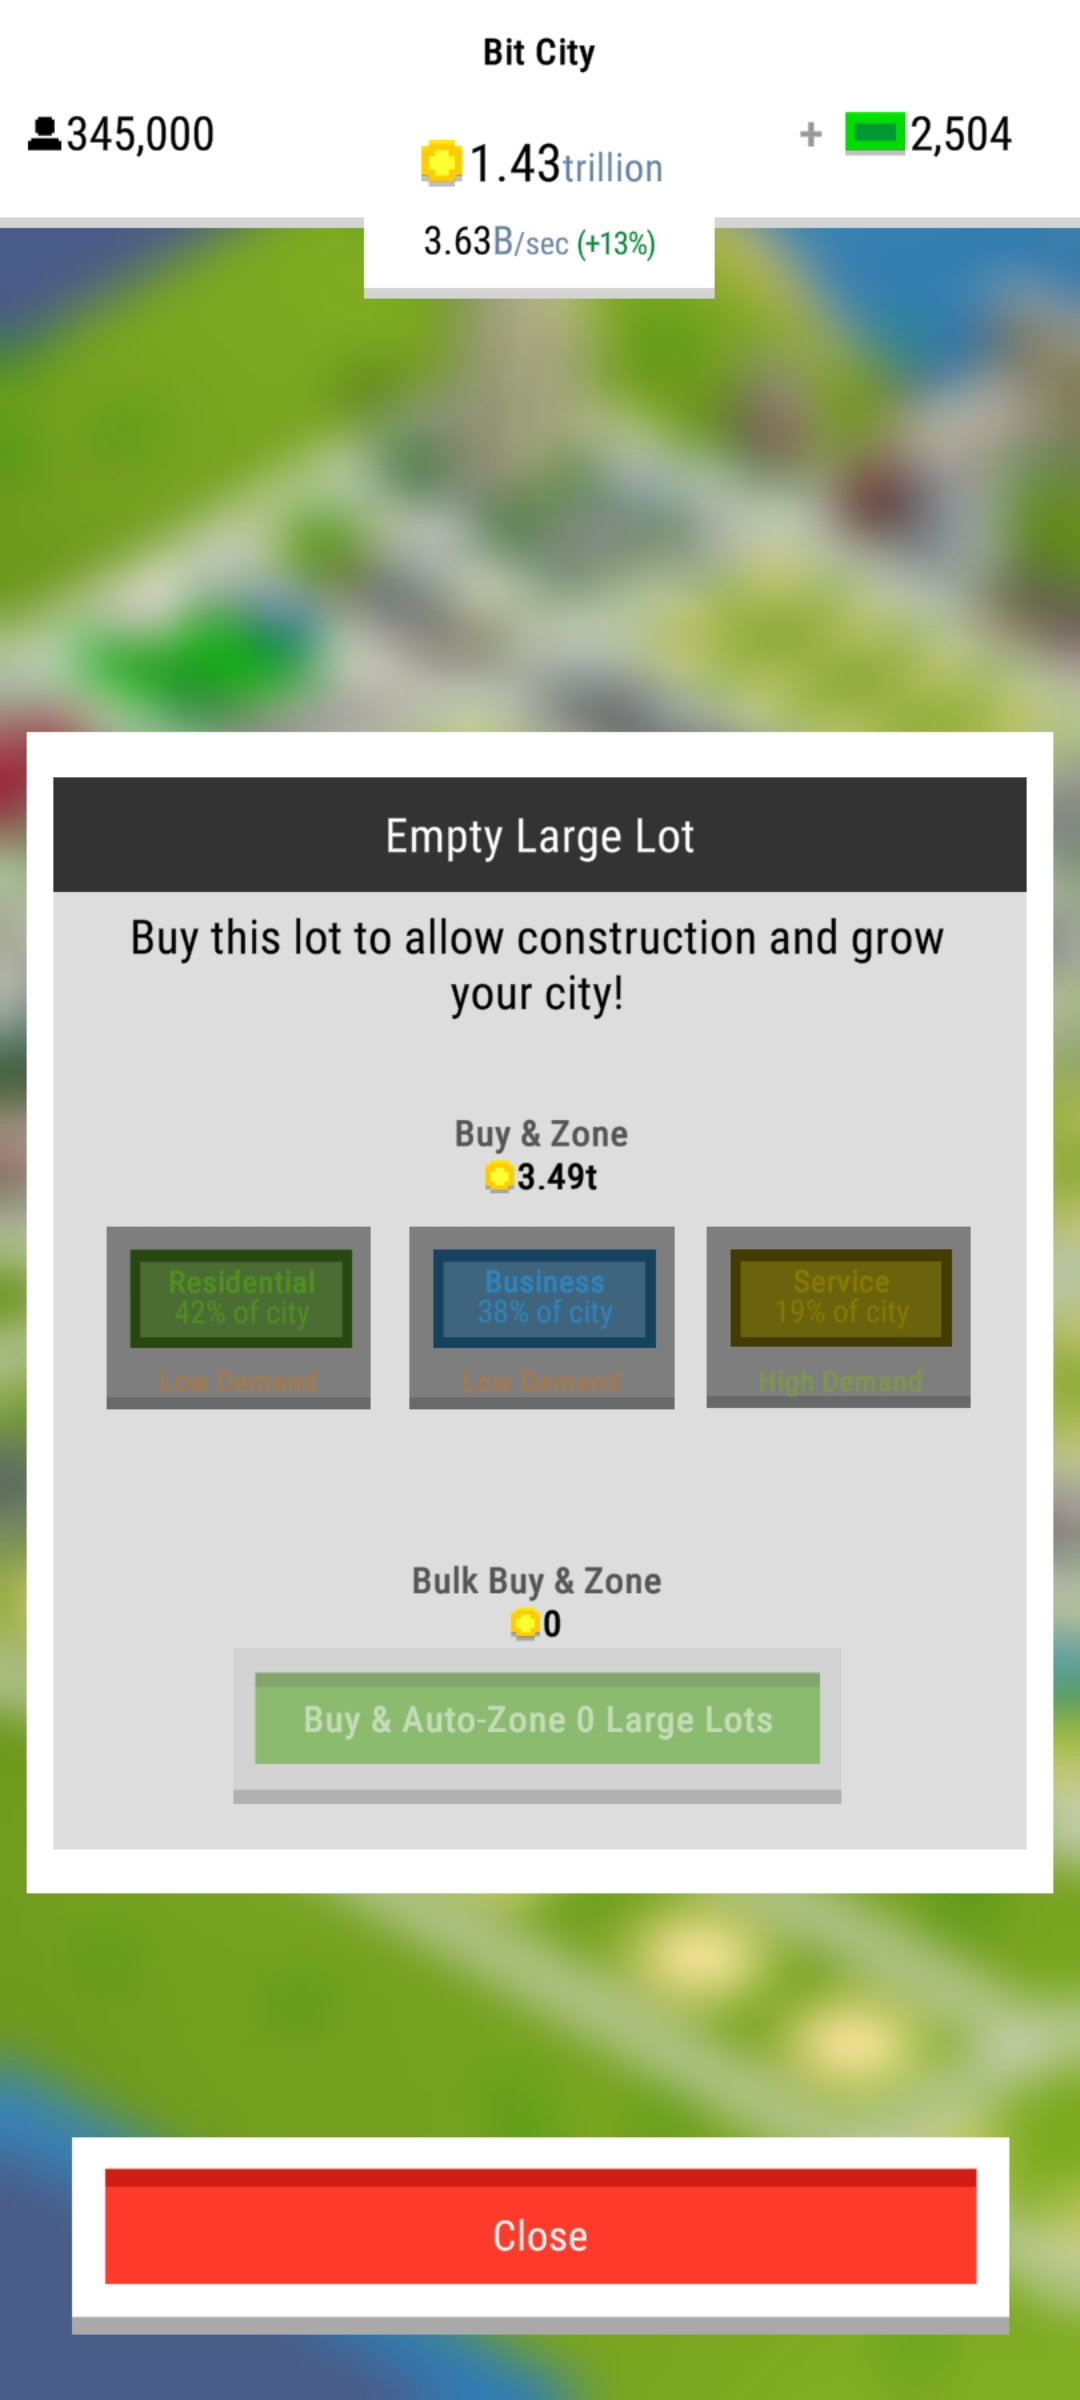 Bit City
345,000
1.43trillion
+ 2,504
3.63B/sec (+13%)
Empty Large Lot
Buy this lot to allow construction and grow
your city!
Buy & Zone
3.49t
Residential
42% of city
Low Demand
Business
38% of city
Low Demand
Service
19% of city
High Demand
Bulk Buy & Zone
0
Buy & Auto-Zone 0 Large Lots
Close